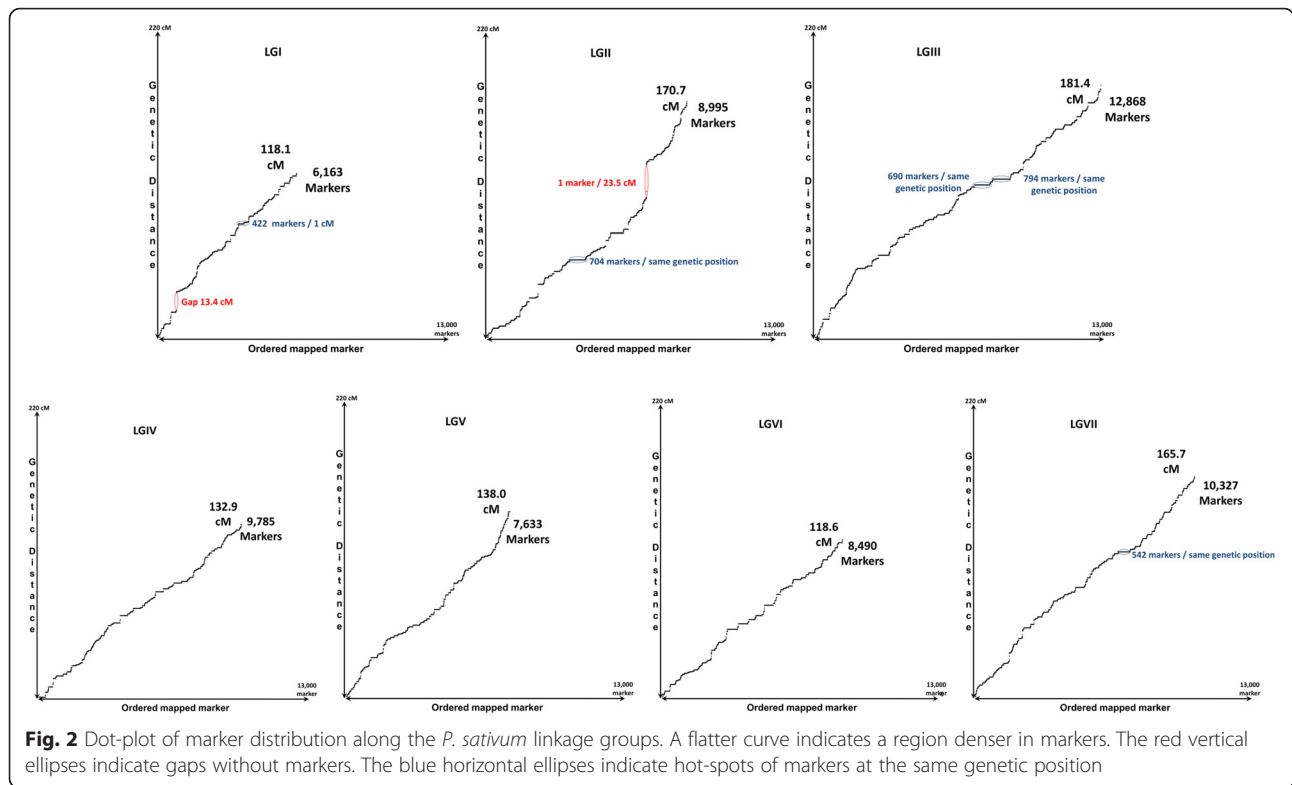 220 cM
LGI
Genetic Distance
118.1
cM
6,163
Markers
422 markers / 1 cM
Gap 13.4 cM
13,000
markers
Ordered mapped marker
220 cM
LGII
Genetic Distance
170.7
cM
8,995
Markers
1 marker / 23.5 cM
704 markers / same genetic position
13,000
markers
Ordered mapped marker
220 cM
LGIII
Genetic Distance
181.4
cM
12,868
Markers
690 markers / same
genetic position
794 markers / same
genetic position
13,000
markers
Ordered mapped marker
220 cM
LGIV
Genetic Distance
132.9
cM
9,785
Markers
13,000
marker
Ordered mapped marker
220 cM
LGV
Genetic Distance
138.0
cM
7,633
Markers
13,000
marker
Ordered mapped marker
220 cM
LGVI
Genetic Distance
118.6
cM
8,490
Markers
13,000
marker
Ordered mapped marker
220 cM
LGVII
Genetic Distance
165.7
cM
10,327
Markers
542 markers / same genetic position
13,000
marker
Ordered mapped marker
Fig. 2 Dot-plot of marker distribution along the P. sativum linkage groups. A flatter curve indicates a region denser in markers. The red vertical
ellipses indicate gaps without markers. The blue horizontal ellipses indicate hot-spots of markers at the same genetic position